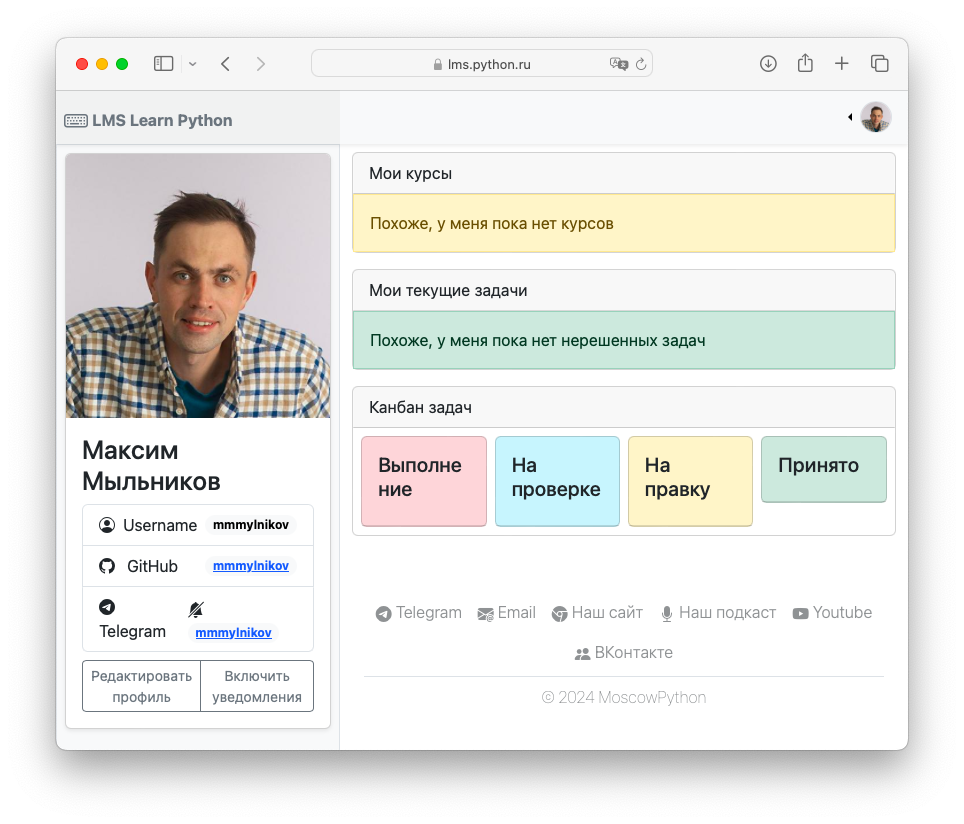 lms.python.ru
LMS Learn Python
Максим
Мыльников
Username mmmylnikov
GitHub mmmylnikov
Telegram mmmylnikov
Редактировать
профиль
Включить
уведомления
Мои курсы
Похоже, у меня пока нет курсов
Мои текущие задачи
Похоже, у меня пока нет нерешенных задач
Канбан задач
Выполне
ние
На
проверке
На
правку
Принято
Telegram Email Наш сайт Наш подкаст Youtube
ВКонтакте
© 2024 MoscowPython